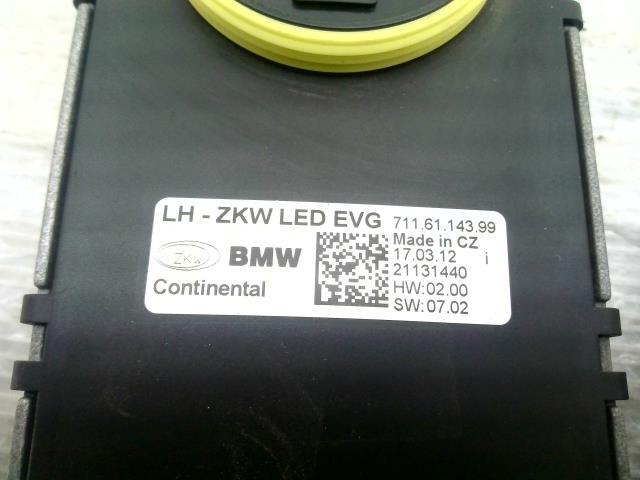 LH - ZKW LED EVG 711.61.143.99
Made in CZ
ZKW BMW 17.03.12 i
21131440
Continental HW:02.00
SW:07.02